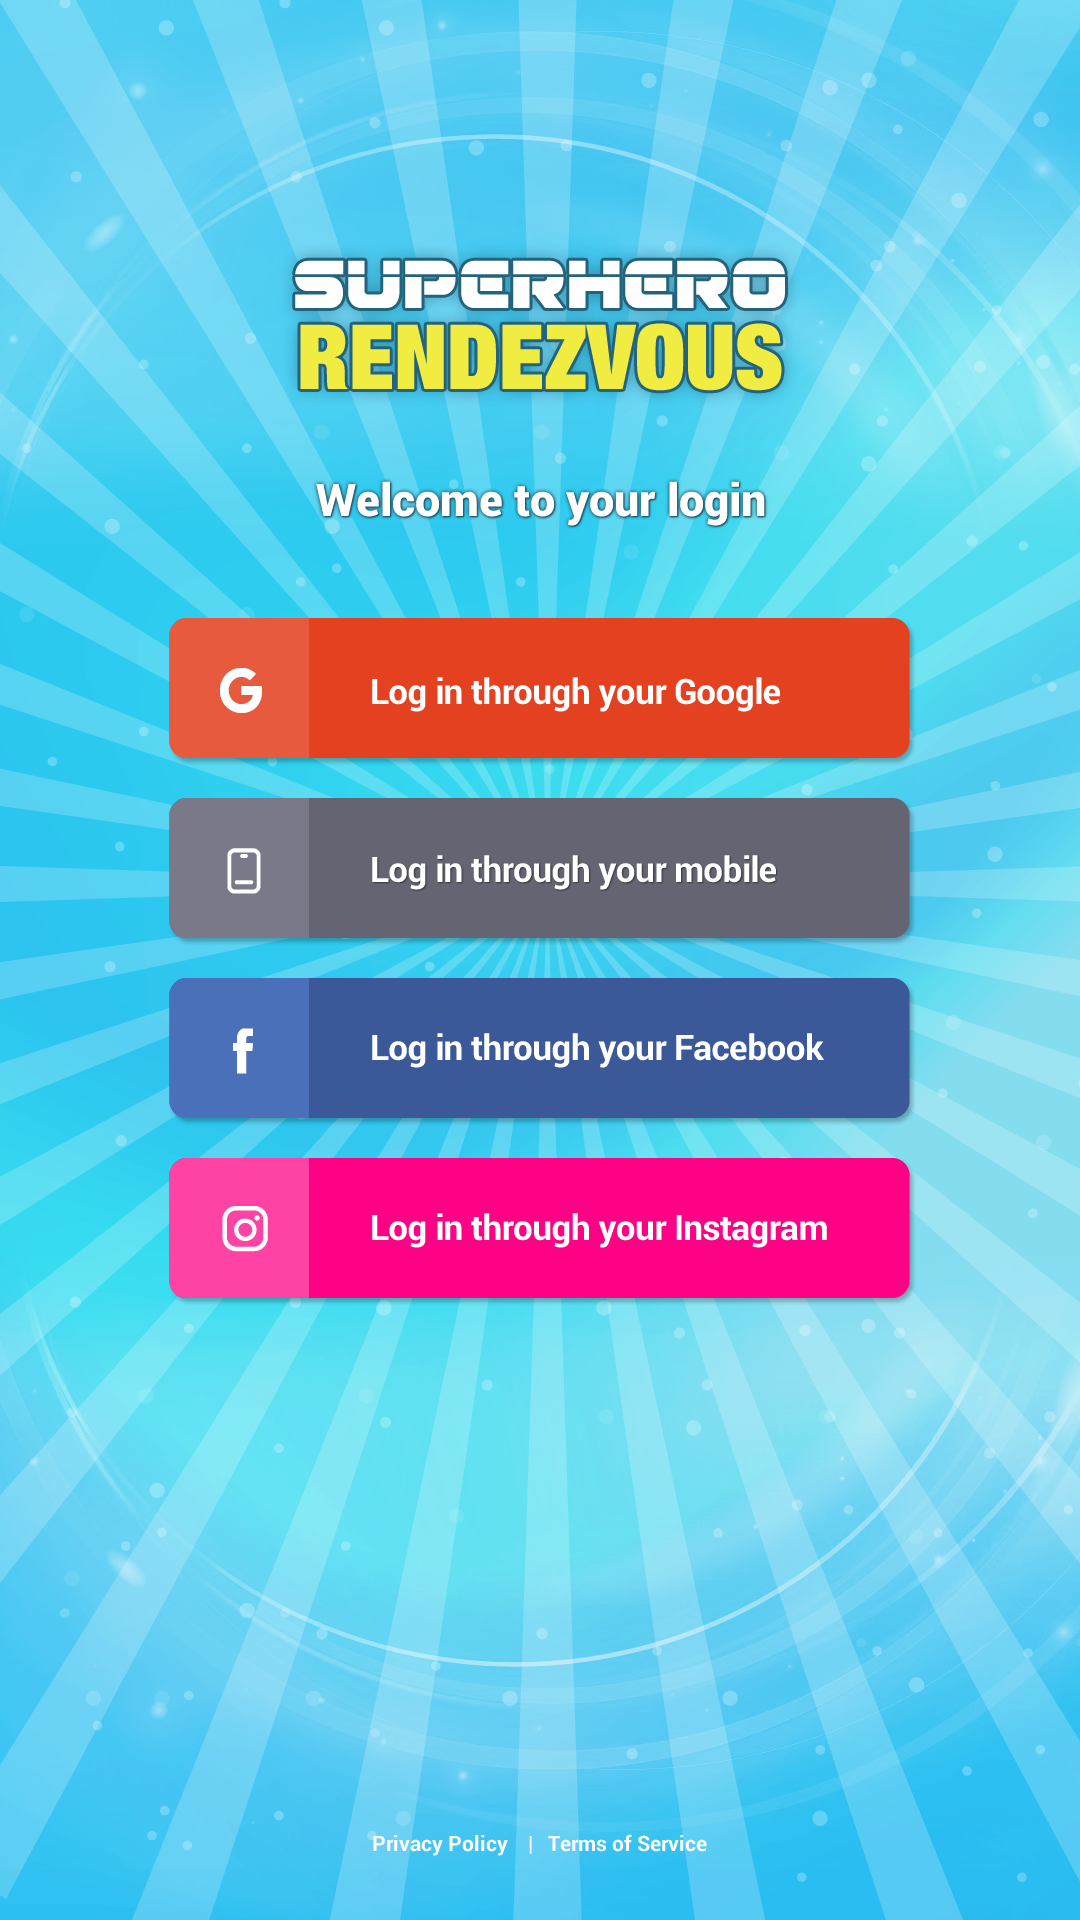 SUPERHERO
RENDEZVOUS
Welcome to your login
Log in through your Google
Log in through your mobile
Log in through your Facebook
Log in through your Instagram
Privacy Policy | Terms of Service